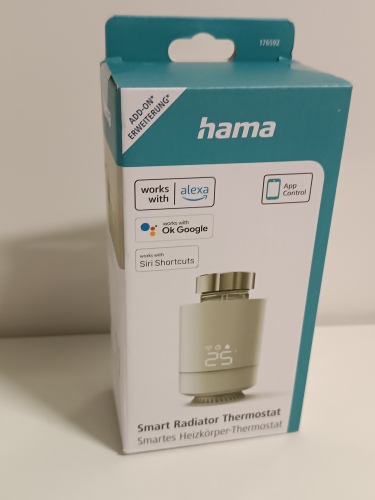 176592
ADD-ON*
ERWEITERUNG*
hama
works with alexa
App Control
works with
Ok Google
works with
Siri Shortcuts
25
Smart Radiator Thermostat
Smartes Heizkörper-Thermostat